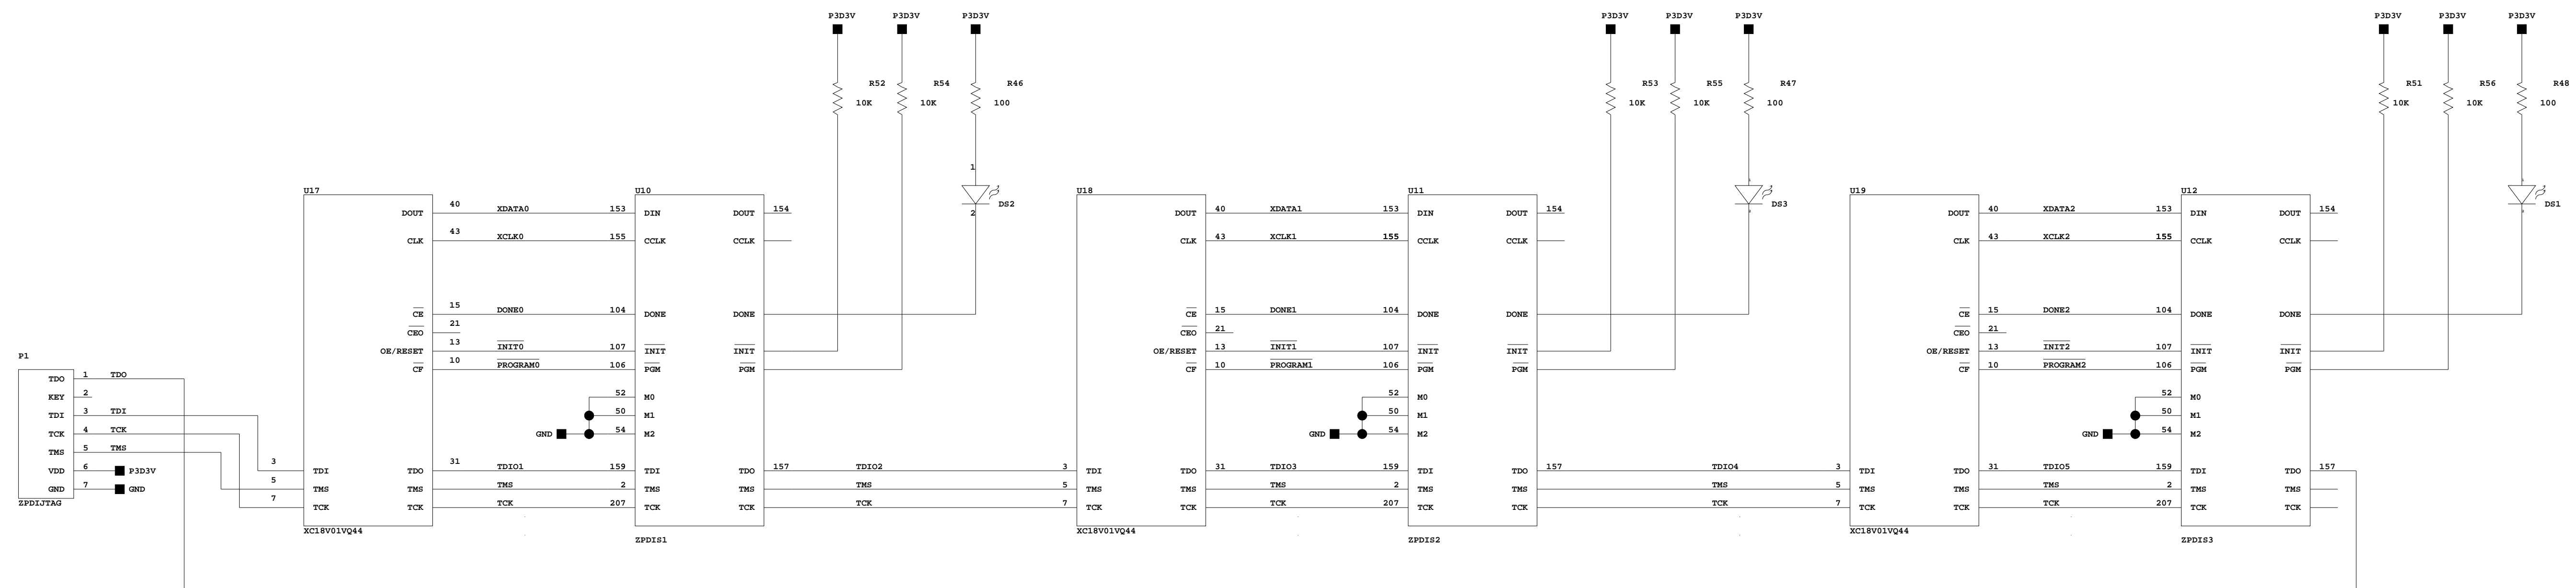 P3D3V P3D3V P3D3V P3D3V P3D3V P3D3V P3D3V P3D3V P3D3V
R52 R54 R46 R53 R55 R47 R51 R56 R48
10K 10K 100 10K 10K 100 10K 10K 100
1
U17 U10 U18 U11 U19 U12
DS2 DS3 DS1
2
DOUT 40 XDATA0 153 DIN DOUT 154 DOUT 40 XDATA1 153 DIN DOUT 154 DOUT 40 XDATA2 153 DIN DOUT 154
CLK 43 XCLK0 155 CCLK CCLK CLK 43 XCLK1 155 CCLK CCLK CLK 43 XCLK2 155 CCLK CCLK
CE 15 DONE0 104 DONE DONE CE 15 DONE1 104 DONE DONE CE 15 DONE2 104 DONE DONE
CEO 21 CEO 21 CEO 21
OE/RESET 13 INIT0 107 INIT INIT OE/RESET 13 INIT1 107 INIT INIT OE/RESET 13 INIT2 107 INIT INIT
P1
CF 10 PROGRAM0 106 PGM PGM CF 10 PROGRAM1 106 PGM PGM CF 10 PROGRAM2 106 PGM PGM
TDO 1 TDO
KEY 2 52 M0 52 M0 52 M0
TDI 3 TDI 50 M1 50 M1 50 M1
TCK 4 TCK GND 54 M2 GND 54 M2 GND 54 M2
TMS 5 TMS
VDD 6 P3D3V 3 TDI TDO 31 TDIO1 159 TDI TDO 157 TDIO2 3 TDI TDO 31 TDIO3 159 TDI TDO 157 TDIO4 3 TDI TDO 31 TDIO5 159 TDI TDO 157
GND 7 GND 5 TMS TMS TMS 2 TMS TMS TMS 5 TMS TMS TMS 2 TMS TMS TMS 5 TMS TMS TMS 2 TMS TMS
ZPDIJTAG 7 TCK TCK TCK 207 TCK TCK TCK 7 TCK TCK TCK 207 TCK TCK TCK 7 TCK TCK TCK 207 TCK TCK
XC18V01VQ44 XC18V01VQ44 XC18V01VQ44
ZPDIS1 ZPDIS2 ZPDIS3